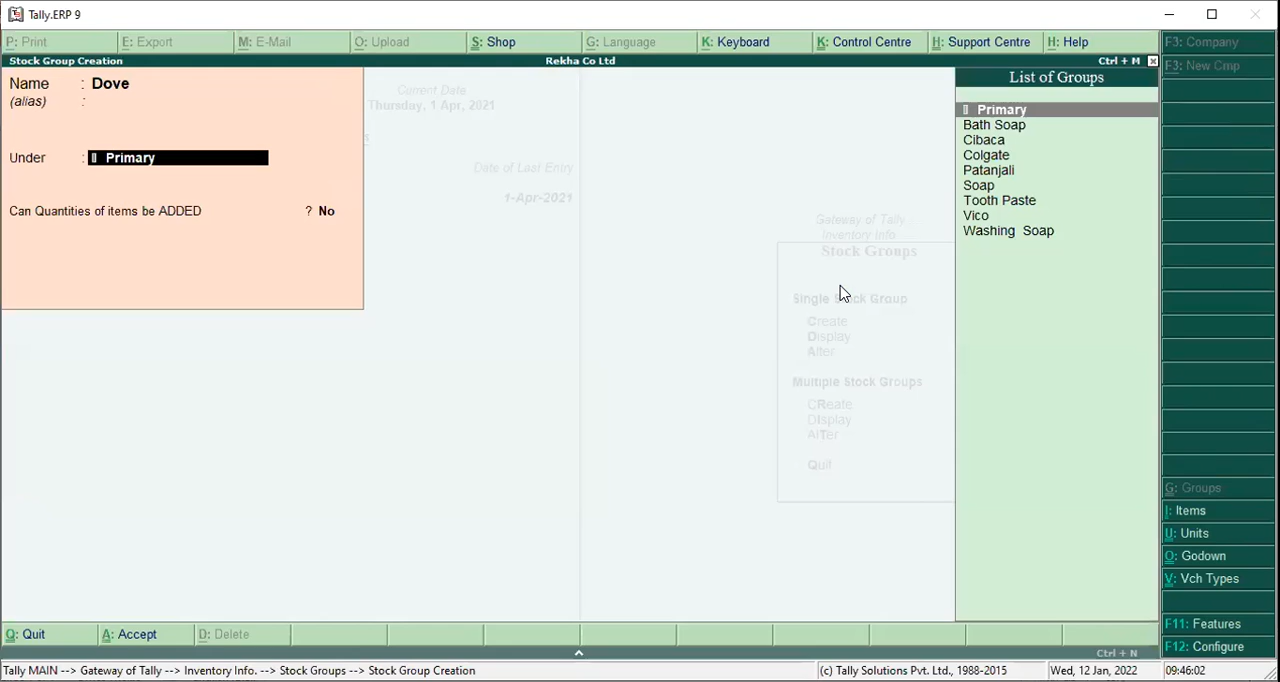 Tally.ERP 9
P: Print E: Export M: E-Mail O: Upload S: Shop G: Language K: Keyboard K: Control Centre H: Support Centre H: Help
F3: Company
F3: New Cmp
Stock Group Creation Rekha Co Ltd Ctrl + M
Name : Dove
(alias) :
Under : Primary
Can Quantities of items be ADDED ? No
Current Date
Thursday, 1 Apr, 2021
Date of Last Entry
1-Apr-2021
Gateway of Tally...
Inventory Info...
Stock Groups
Single Stock Group
Create
Display
Alter
Multiple Stock Groups
CReate
DIsplay
AlTer
Quit
List of Groups
Primary
Bath Soap
Cibaca
Colgate
Patanjali
Soap
Tooth Paste
Vico
Washing Soap
G: Groups
I: Items
U: Units
O: Godown
V: Vch Types
F11: Features
F12: Configure
Q: Quit A: Accept D: Delete
Ctrl + N
Tally MAIN --> Gateway of Tally --> Inventory Info. --> Stock Groups --> Stock Group Creation (c) Tally Solutions Pvt. Ltd., 1988-2015 Wed, 12 Jan, 2022 09:46:02